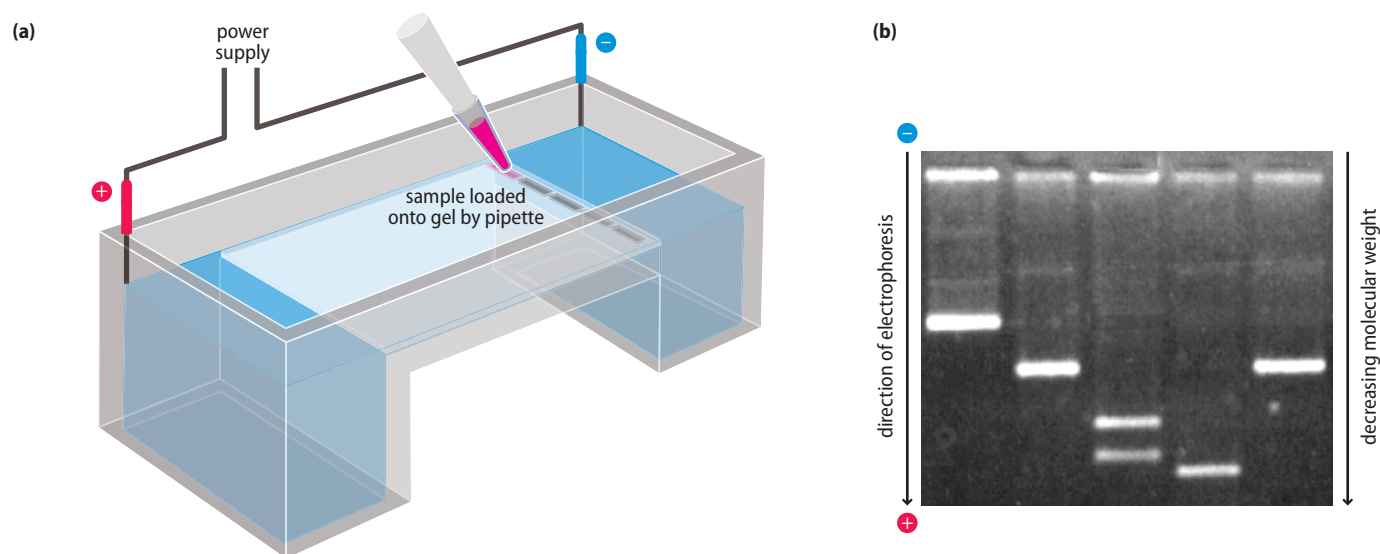 (a)
power
supply
−
+
sample loaded
onto gel by pipette
(b)
−
direction of electrophoresis
+
decreasing molecular weight